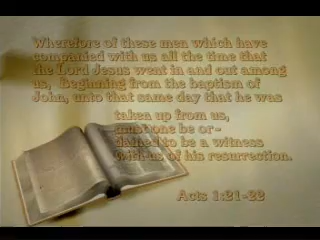 Wherefore of these men which have
companied with us all the time that
the Lord Jesus went in and out among
us, Beginning from the baptism of
John, unto that same day that he was
taken up from us,
must one be or-
dained to be a witness
with us of his resurrection.
Acts 1:21-22